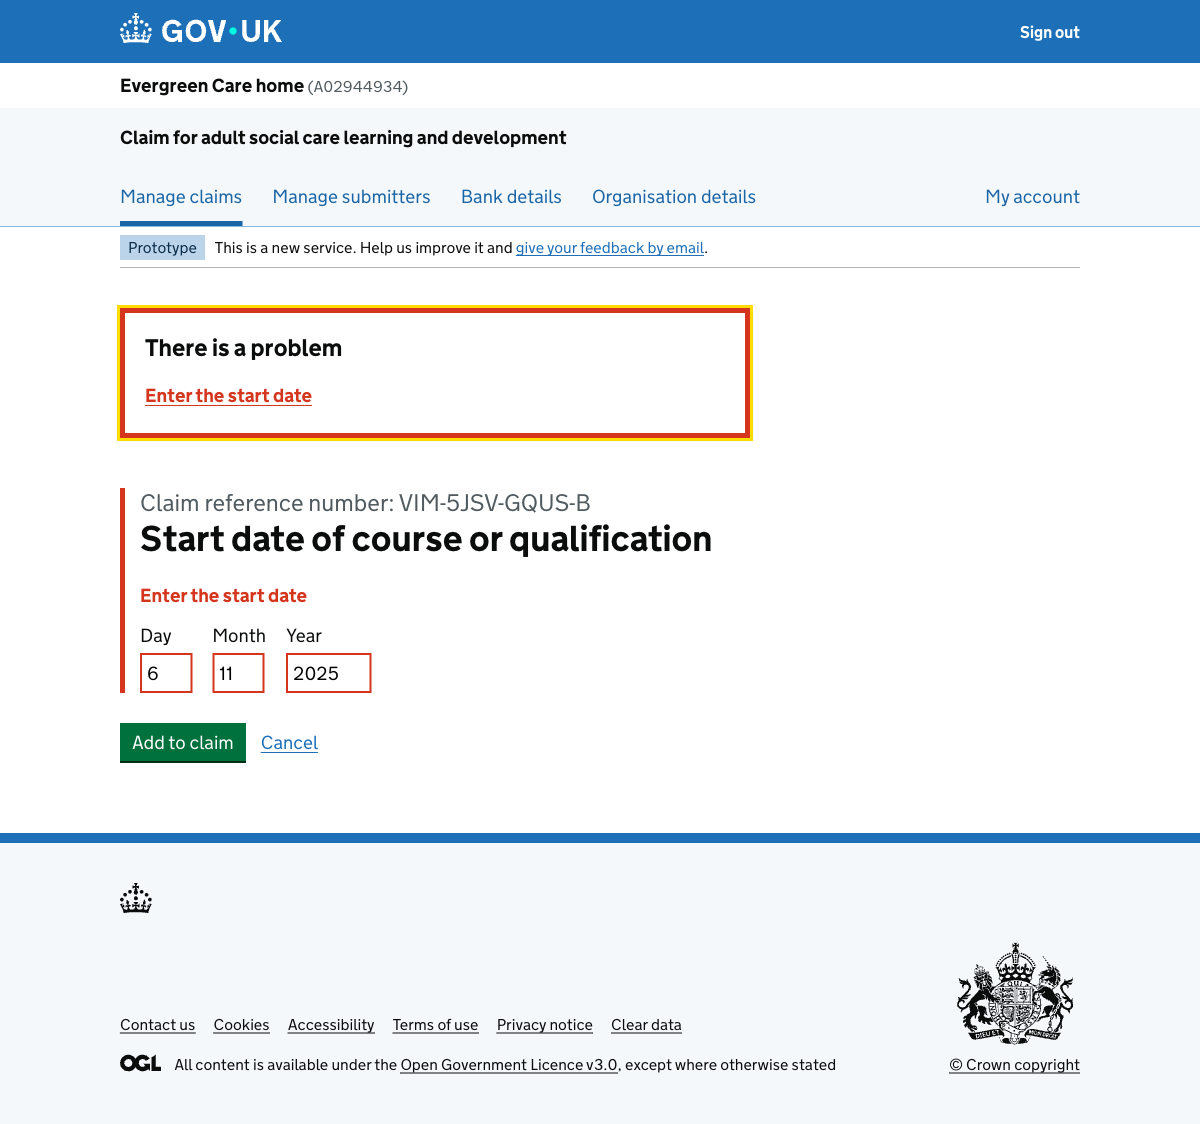 GOV·UK
Sign out
Evergreen Care home (A02944934)
Claim for adult social care learning and development
Manage claims Manage submitters Bank details Organisation details My account
Prototype This is a new service. Help us improve it and give your feedback by email.
There is a problem
Enter the start date
Claim reference number: VIM-5JSV-GQUS-B
Start date of course or qualification
Enter the start date
Day Month Year
6 11 2025
Add to claim Cancel
Contact us Cookies Accessibility Terms of use Privacy notice Clear data
OGL All content is available under the Open Government Licence v3.0, except where otherwise stated
© Crown copyright